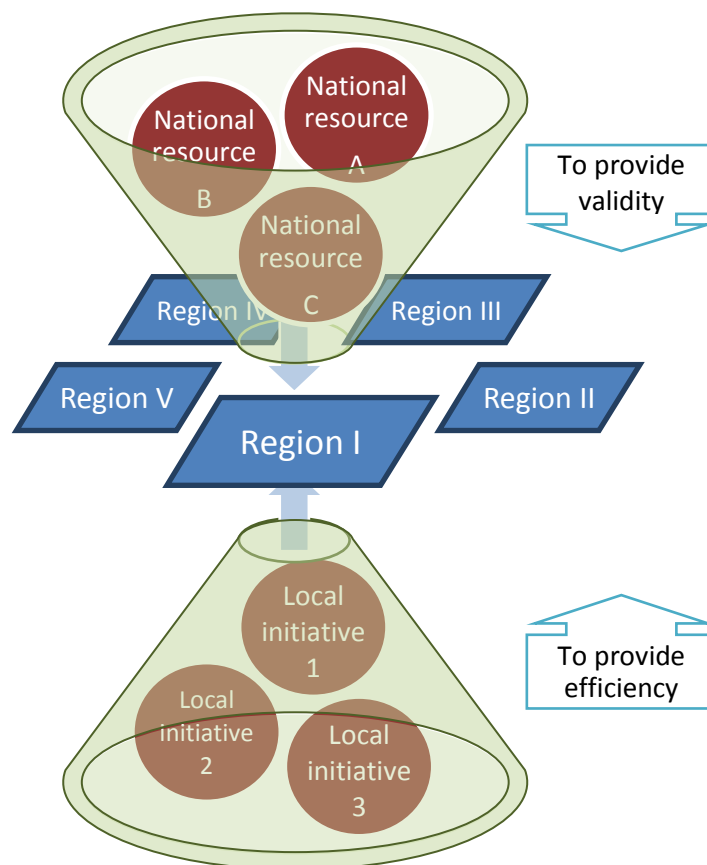 National
resource
A
National
resource
B
National
resource
C
To provide
validity
Region IV
Region III
Region V
Region II
Region I
Local
initiative
1
Local
initiative
2
Local
initiative
3
To provide
efficiency